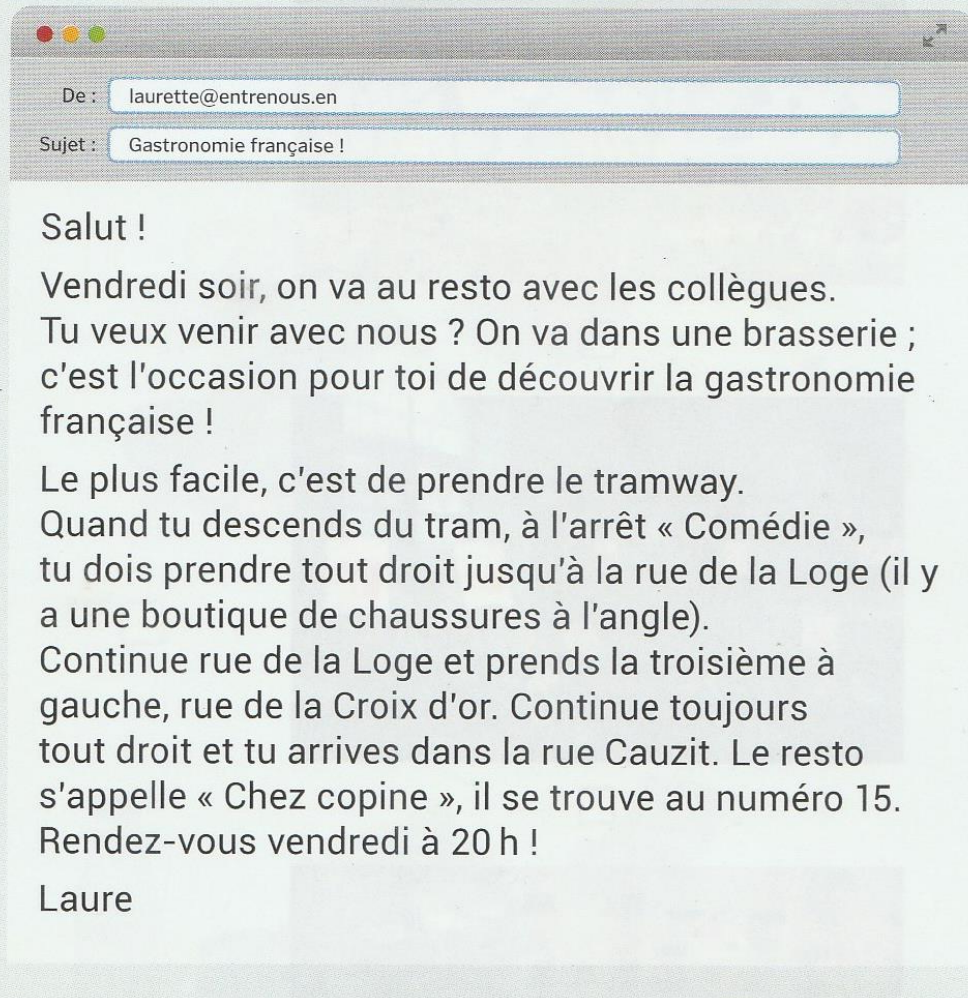 De : laurette@entrenous.en
Sujet : Gastronomie française !
Salut !
Vendredi soir, on va au resto avec les collègues.
Tu veux venir avec nous ? On va dans une brasserie ;
c'est l'occasion pour toi de découvrir la gastronomie
française !
Le plus facile, c'est de prendre le tramway.
Quand tu descends du tram, à l'arrêt « Comédie »,
tu dois prendre tout droit jusqu'à la rue de la Loge (il y
a une boutique de chaussures à l'angle).
Continue rue de la Loge et prends la troisième à
gauche, rue de la Croix d'or. Continue toujours
tout droit et tu arrives dans la rue Cauzit. Le resto
s'appelle « Chez copine », il se trouve au numéro 15.
Rendez-vous vendredi à 20 h !
Laure